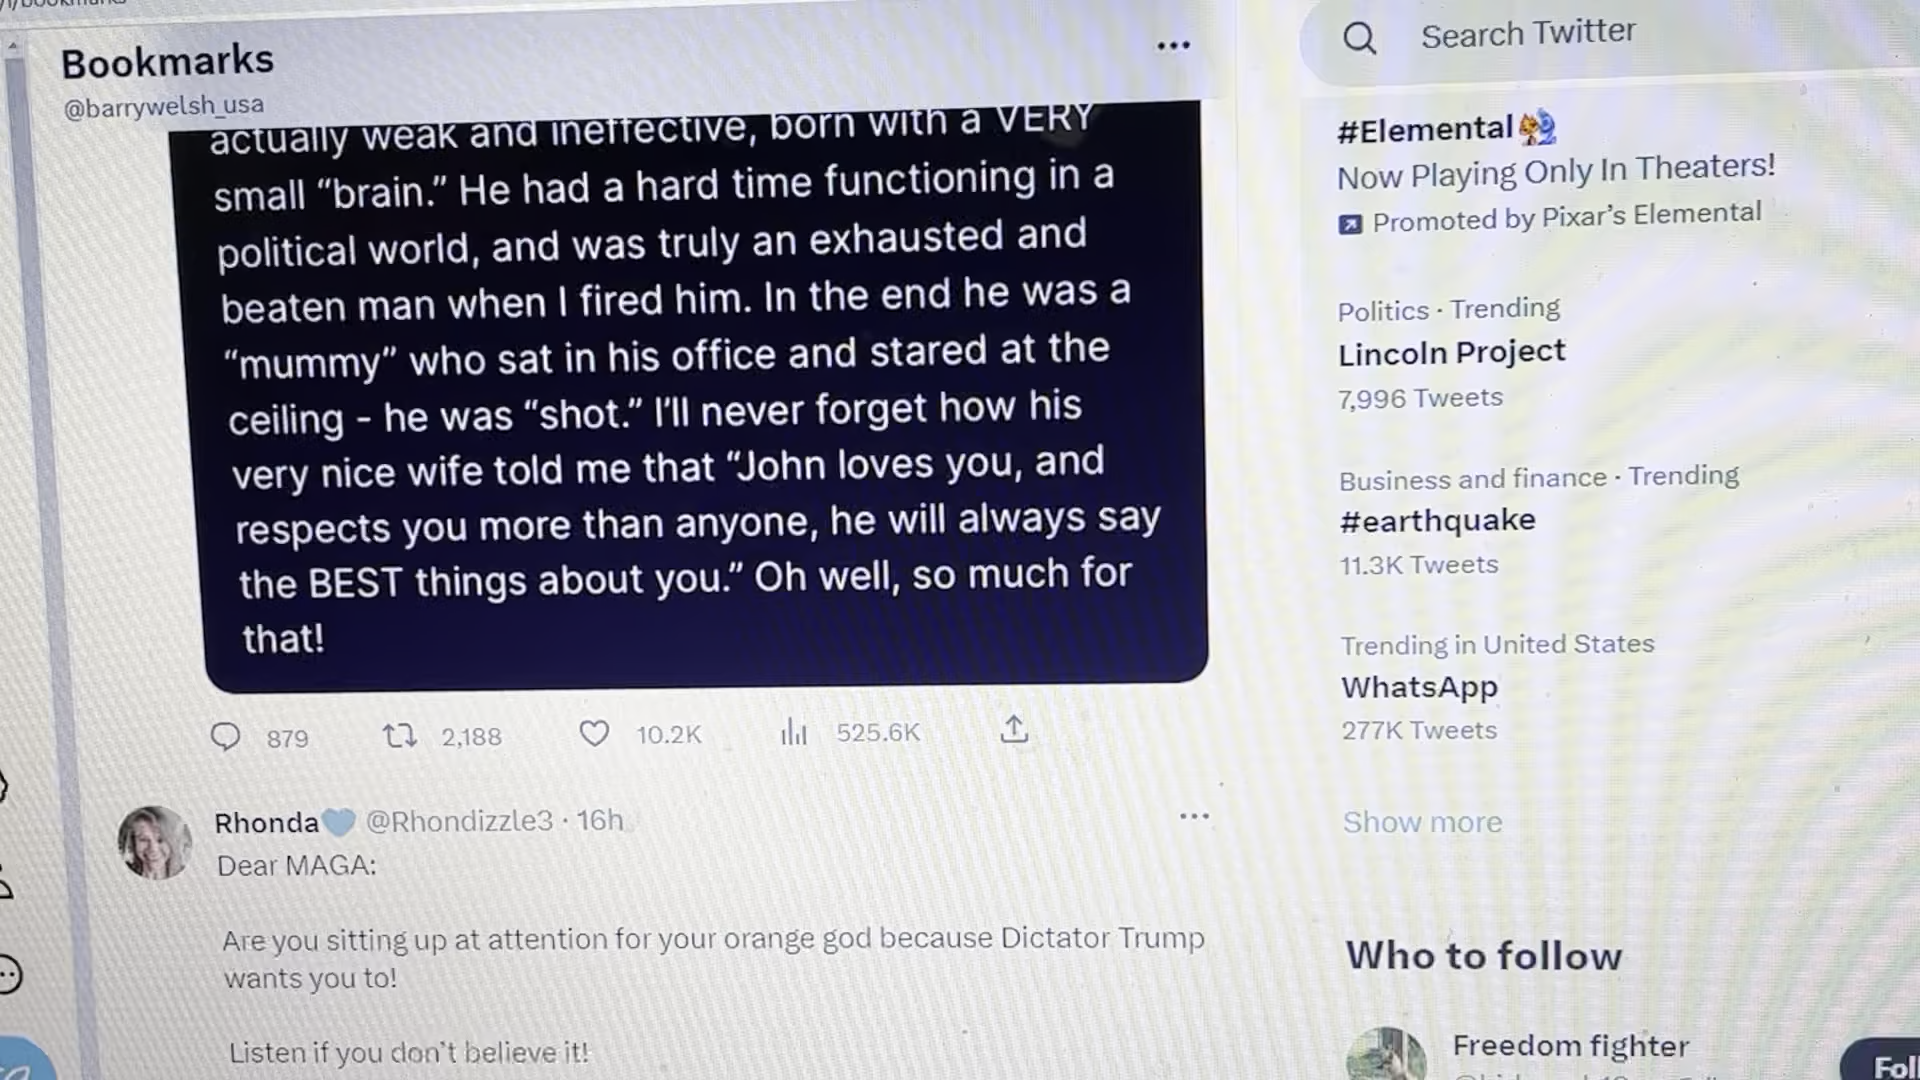 Bookmarks
@barrywelsh_usa
actually weak and ineffective, born with a VERY
small “brain.” He had a hard time functioning in a
political world, and was truly an exhausted and
beaten man when I fired him. In the end he was a
“mummy” who sat in his office and stared at the
ceiling – he was “shot.” I’ll never forget how his
very nice wife told me that “John loves you, and
respects you more than anyone, he will always say
the BEST things about you.” Oh well, so much for
that!
879 2,188 10.2K 525.6K
Rhonda @Rhondizzle3 · 16h
Dear MAGA:
Are you sitting up at attention for your orange god because Dictator Trump
wants you to!
Listen if you don’t believe it!
Search Twitter
#Elemental
Now Playing Only In Theaters!
Promoted by Pixar’s Elemental
Politics · Trending
Lincoln Project
7,996 Tweets
Business and finance · Trending
#earthquake
11.3K Tweets
Trending in United States
WhatsApp
277K Tweets
Show more
Who to follow
Freedom fighter
Foll